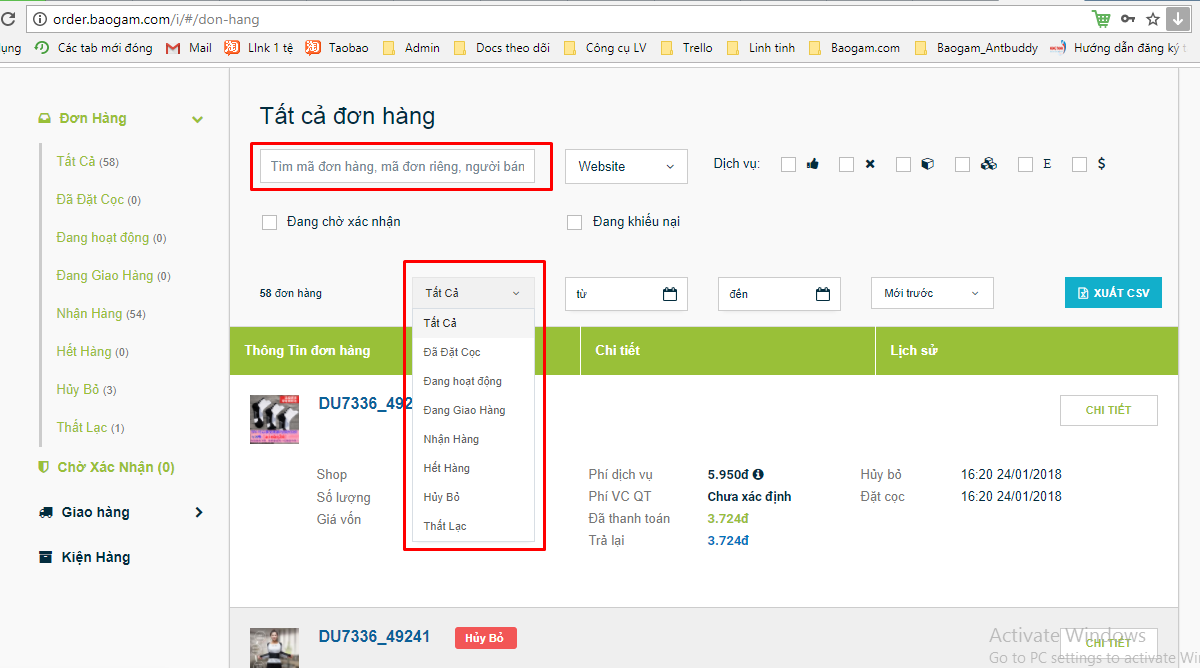 order.baogam.com/i/#/don-hang
ụng Các tab mới đóng Mail LInk 1 tệ Taobao Admin Docs theo dõi Công cụ LV Trello Linh tinh Baogam.com Baogam_Antbuddy Hướng dẫn đăng ký t
Đơn Hàng
Tất Cả (58)
Đã Đặt Cọc (0)
Đang hoạt động (0)
Đang Giao Hàng (0)
Nhận Hàng (54)
Hết Hàng (0)
Hủy Bỏ (3)
Thất Lạc (1)
Chờ Xác Nhận (0)
Giao hàng
Kiện Hàng
Tất cả đơn hàng
Tìm mã đơn hàng, mã đơn riêng, người bán Website Dịch vụ: E $
Đang chờ xác nhận Đang khiếu nại
58 đơn hàng Tất Cả từ đến Mới trước XUẤT CSV
Tất Cả
Đã Đặt Cọc
Đang hoạt động
Đang Giao Hàng
Nhận Hàng
Hết Hàng
Hủy Bỏ
Thất Lạc
Thông Tin đơn hàng Chi tiết Lịch sử
DU7336_492 CHI TIẾT
Shop Phí dịch vụ 5.950đ Hủy bỏ 16:20 24/01/2018
Số lượng Phí VC QT Chưa xác định Đặt cọc 16:20 24/01/2018
Giá vốn Đã thanh toán 3.724đ
Trả lại 3.724đ
DU7336_49241 Hủy Bỏ CHI TIẾT
Activate Windows
Go to PC settings to activate Wi